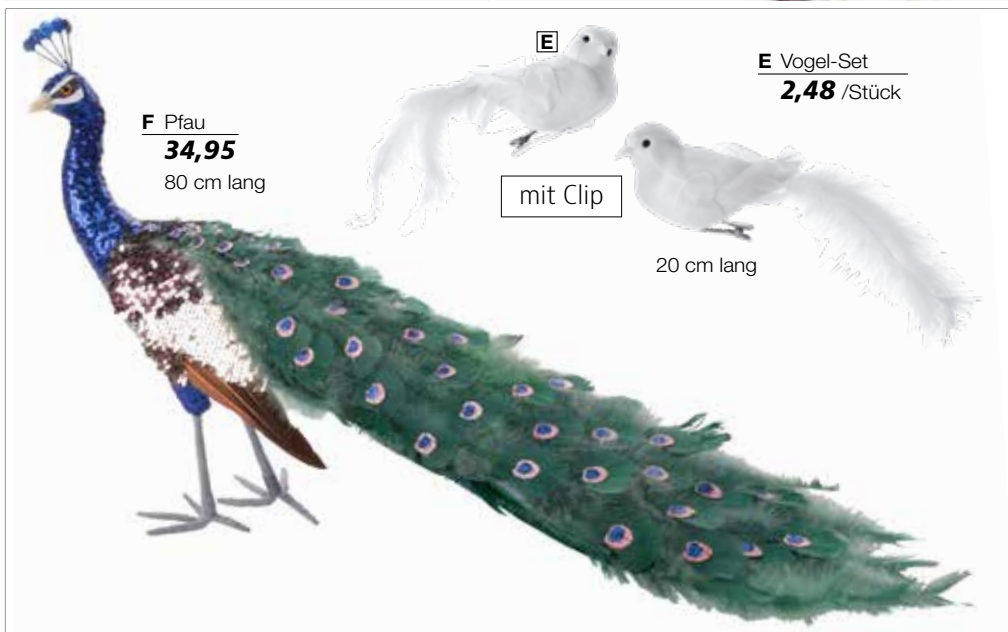 E
E Vogel-Set
2,48 /Stück
F Pfau
34,95
80 cm lang
mit Clip
20 cm lang